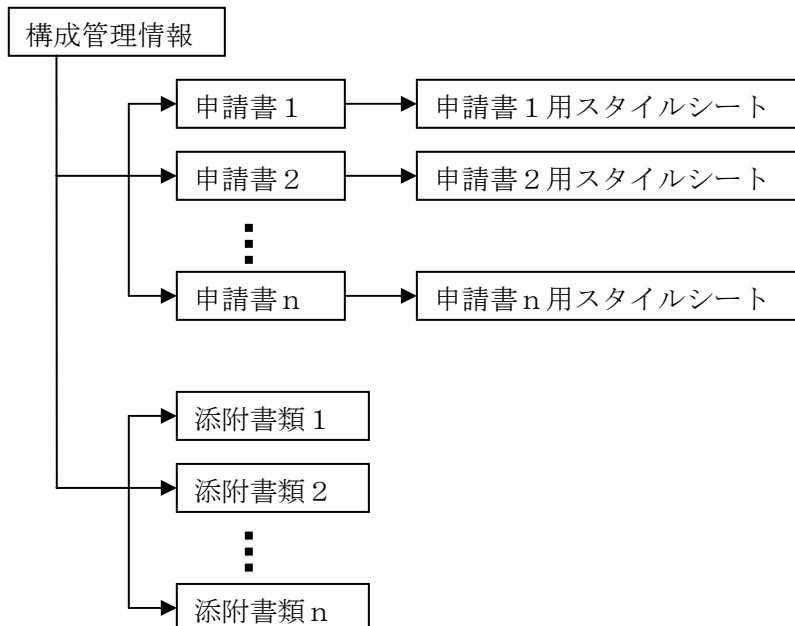 構成管理情報
申請書１
申請書１用スタイルシート
申請書２
申請書２用スタイルシート
申請書ｎ
申請書ｎ用スタイルシート
添附書類１
添附書類２
添附書類ｎ